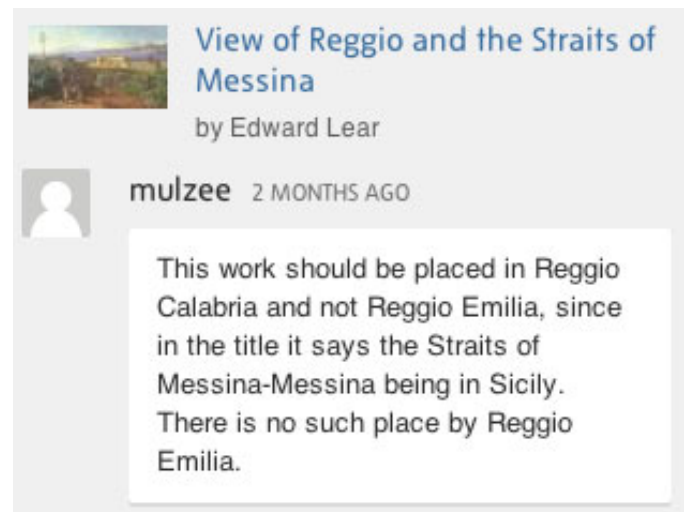 View of Reggio and the Straits of
Messina
by Edward Lear
mulzee 2 MONTHS AGO
This work should be placed in Reggio
Calabria and not Reggio Emilia, since
in the title it says the Straits of
Messina-Messina being in Sicily.
There is no such place by Reggio
Emilia.